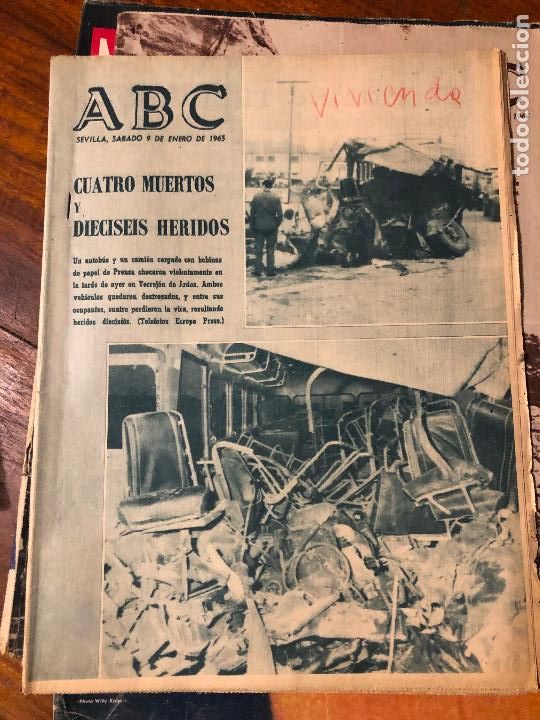 ABC
SEVILLA, SABADO 9 DE ENERO DE 1965
vivienda
CUATRO MUERTOS
Y
DIECISEIS HERIDOS
Un autobús y un camión cargado con bobinas
de papel de Prensa chocaron violentamente en
la tarde de ayer en Torrejón de Ardoz. Ambos
vehículos quedaron destrozados, y entre sus
ocupantes, cuatro perdieron la vida, resultando
heridos dieciséis. (Telefotos Europa Press.)
todocoleccion